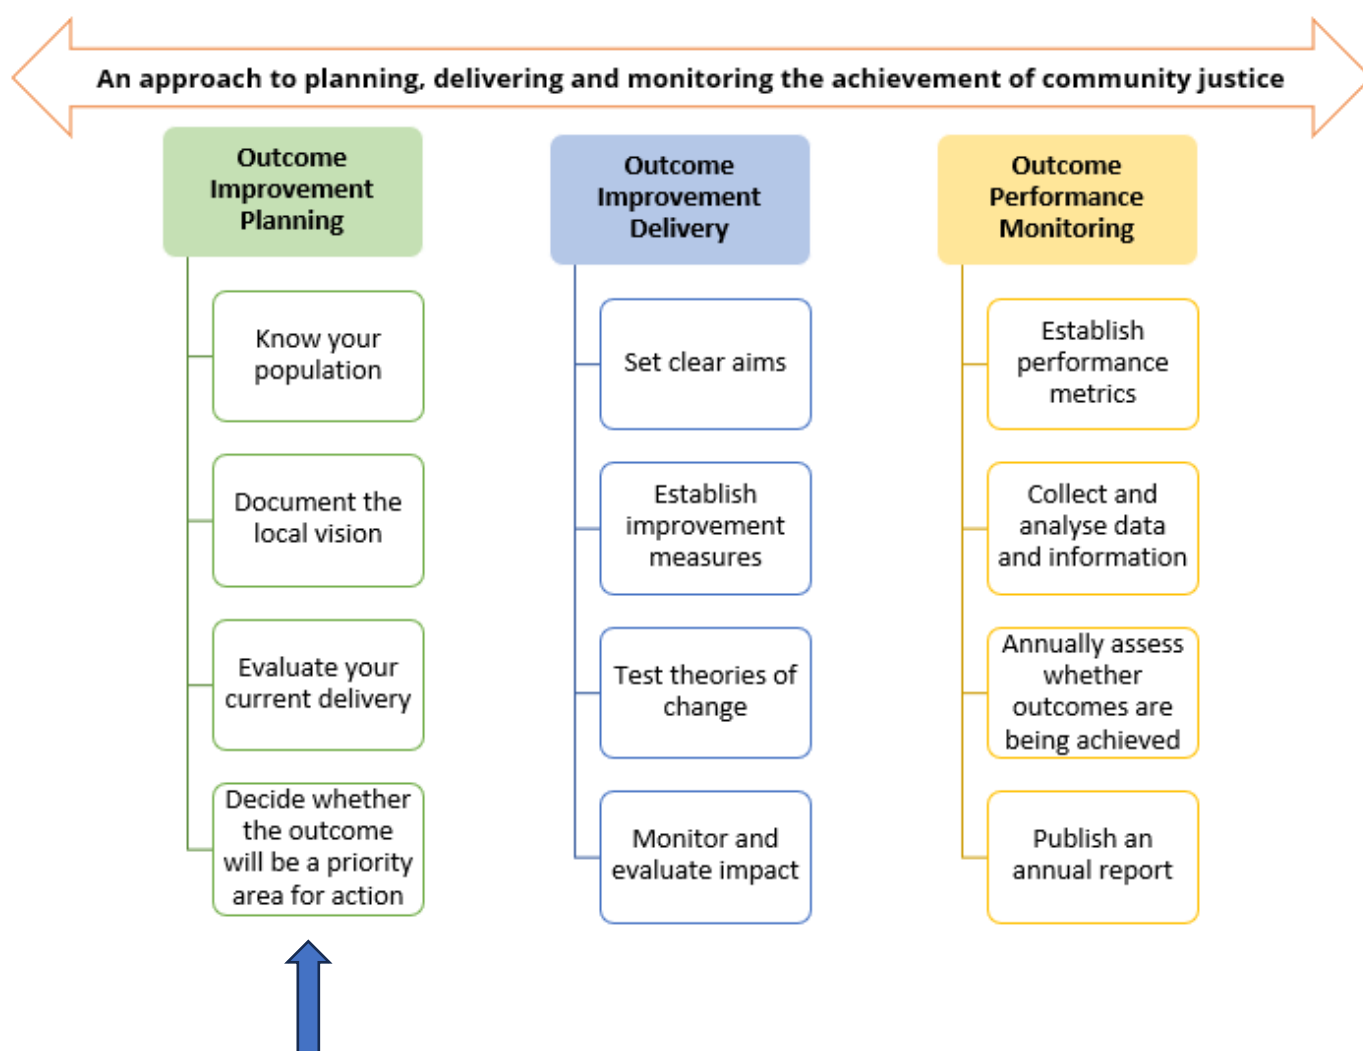 An approach to planning, delivering and monitoring the achievement of community justice
Outcome
Improvement
Planning
Know your
population
Document the
local vision
Evaluate your
current delivery
Decide whether
the outcome
will be a priority
area for action
Outcome
Improvement
Delivery
Set clear aims
Establish
improvement
measures
Test theories of
change
Monitor and
evaluate impact
Outcome
Performance
Monitoring
Establish
performance
metrics
Collect and
analyse data
and information
Annually assess
whether
outcomes are
being achieved
Publish an
annual report